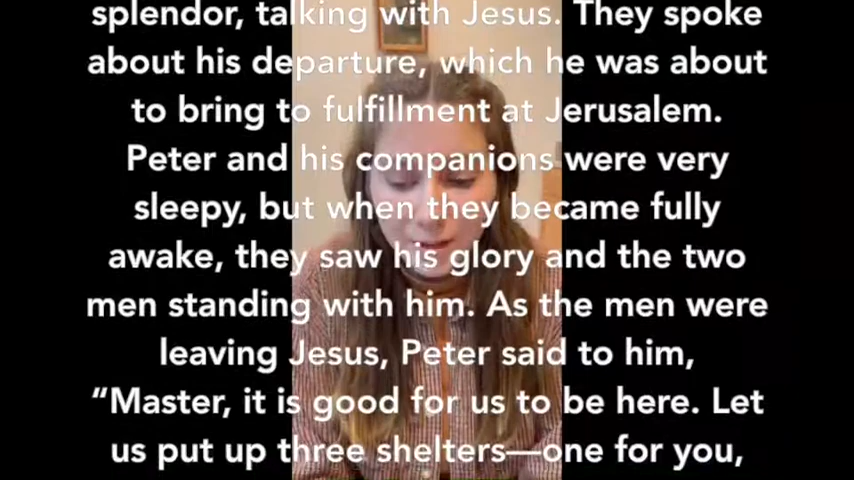 splendor, talking with Jesus. They spoke
about his departure, which he was about
to bring to fulfillment at Jerusalem.
Peter and his companions were very
sleepy, but when they became fully
awake, they saw his glory and the two
men standing with him. As the men were
leaving Jesus, Peter said to him,
“Master, it is good for us to be here. Let
us put up three shelters—one for you,